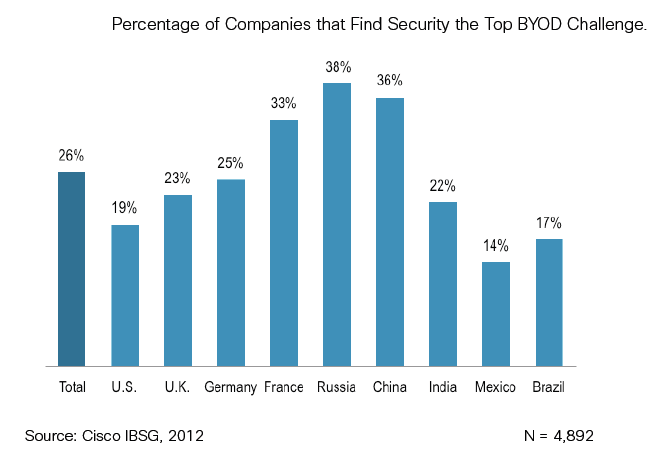 Percentage of Companies that Find Security the Top BYOD Challenge.
26%
19%
23%
25%
33%
38%
36%
22%
14%
17%
Total
U.S.
U.K.
Germany
France
Russia
China
India
Mexico
Brazil
Source: Cisco IBSG, 2012
N = 4,892